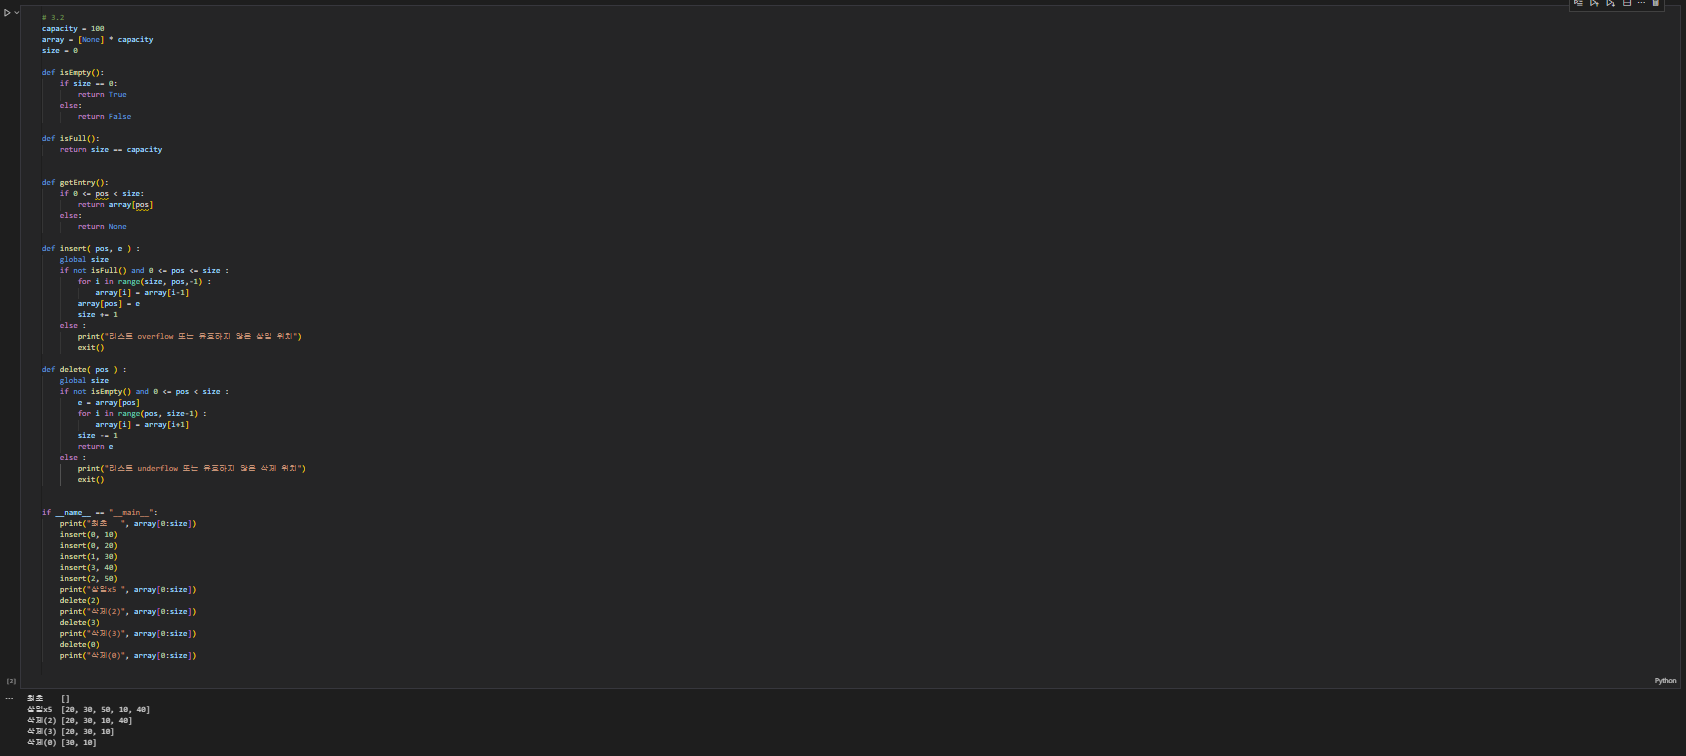 # 3.2
capacity = 100
array = [None] * capacity
size = 0
def isEmpty():
if size == 0:
return True
else:
return False
def isFull():
return size == capacity
def getEntry():
if 0 <= pos < size:
return array[pos]
else:
return None
def insert( pos, e ) :
global size
if not isFull() and 0 <= pos <= size :
for i in range(size, pos,-1) :
array[i] = array[i-1]
array[pos] = e
size += 1
else :
print("리스트 overflow 또는 유효하지 않은 삽입 위치")
exit()
def delete( pos ) :
global size
if not isEmpty() and 0 <= pos < size :
e = array[pos]
for i in range(pos, size-1) :
array[i] = array[i+1]
size -= 1
return e
else :
print("리스트 underflow 또는 유효하지 않은 삭제 위치")
exit()
if __name__ == "__main__":
print("최초   ", array[0:size])
insert(0, 10)
insert(0, 20)
insert(1, 30)
insert(3, 40)
insert(2, 50)
print("삽입x5 ", array[0:size])
delete(2)
print("삭제(2)", array[0:size])
delete(3)
print("삭제(3)", array[0:size])
delete(0)
print("삭제(0)", array[0:size])
Python
최초    []
삽입x5  [20, 30, 50, 10, 40]
삭제(2) [20, 30, 10, 40]
삭제(3) [20, 30, 10]
삭제(0) [30, 10]